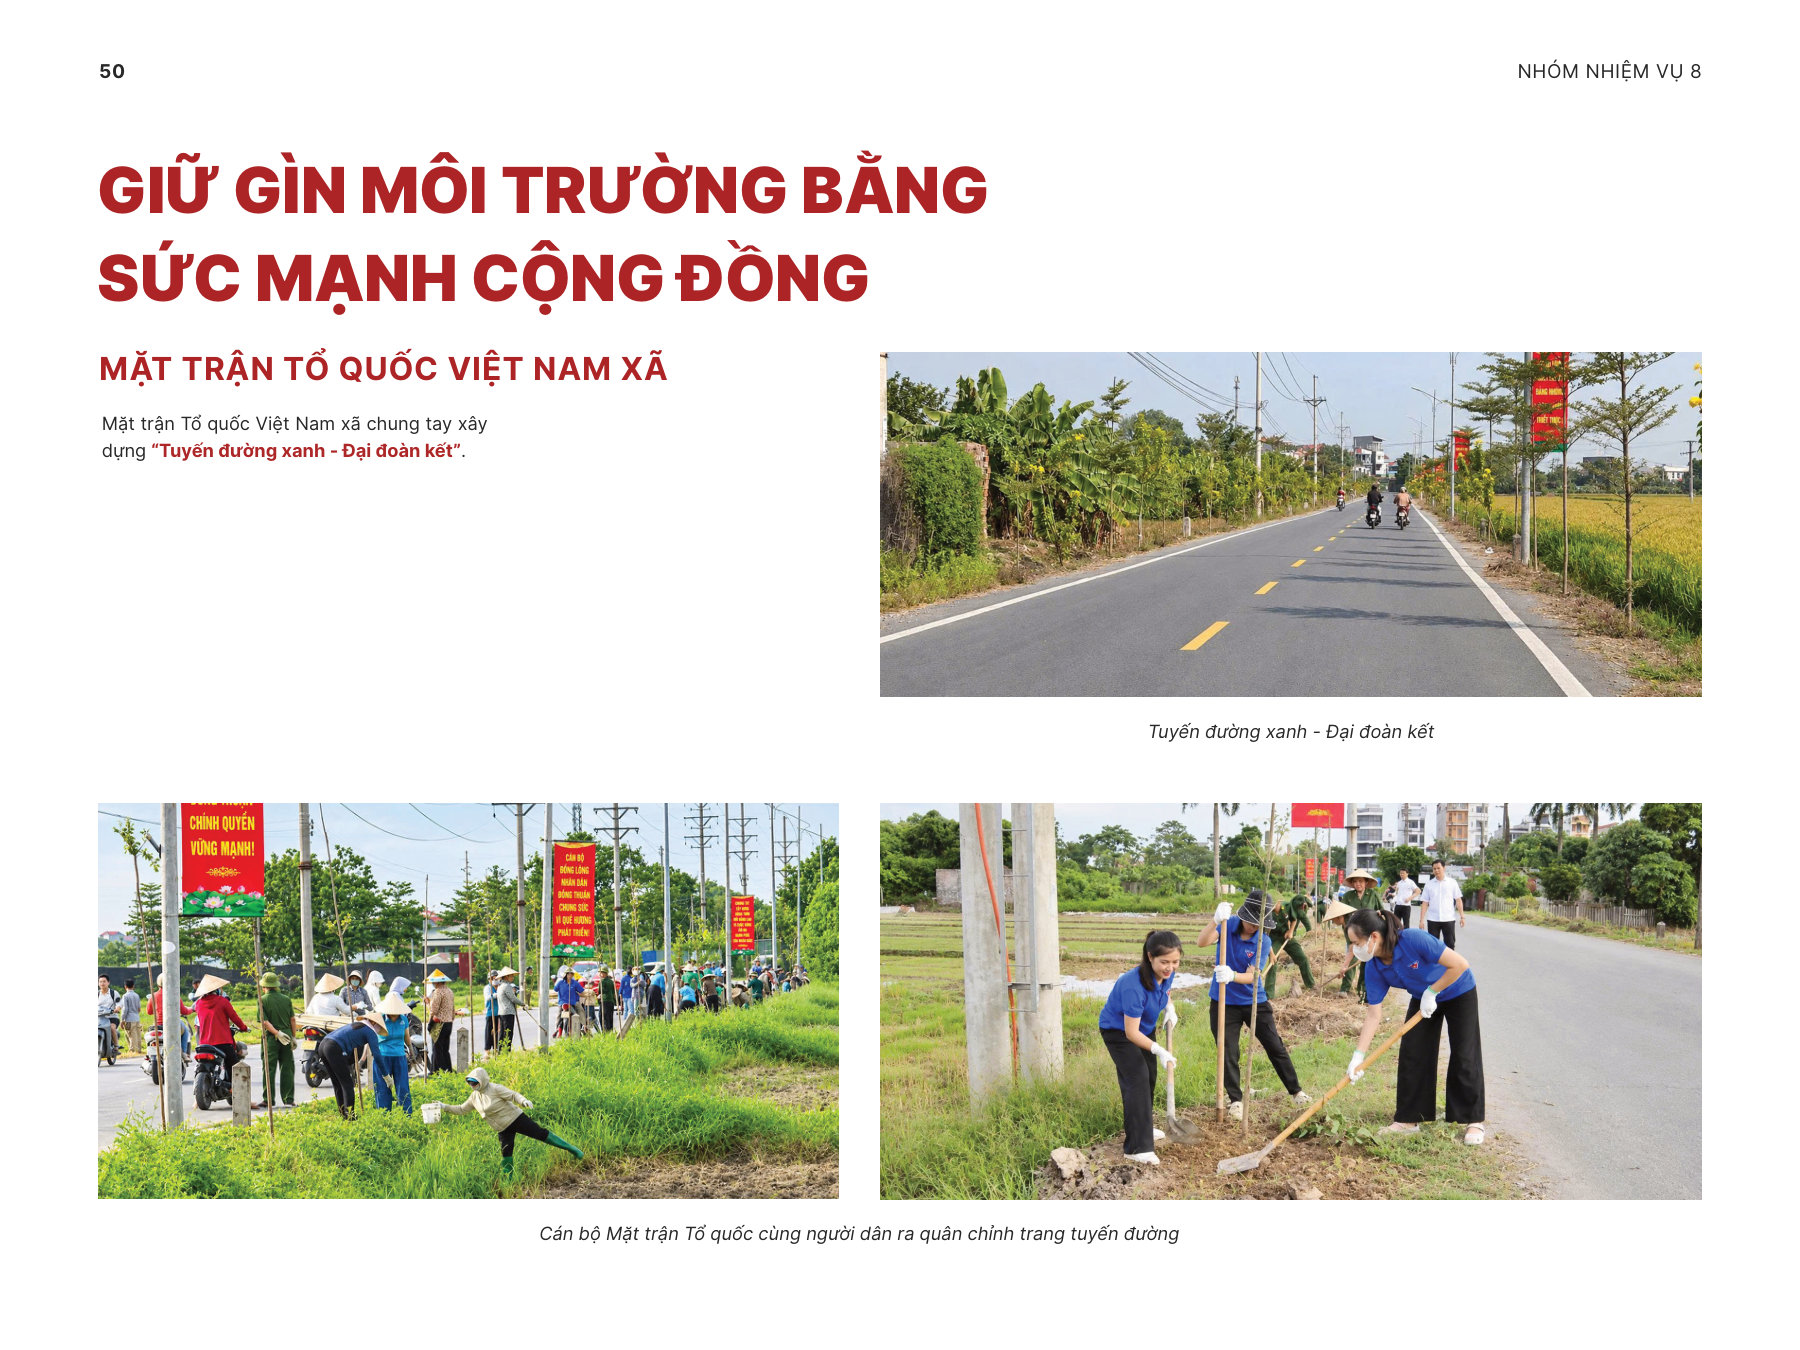 50
NHÓM NHIỆM VỤ 8
GIỮ GÌN MÔI TRƯỜNG BẰNG
SỨC MẠNH CỘNG ĐỒNG
MẶT TRẬN TỔ QUỐC VIỆT NAM XÃ
Mặt trận Tổ quốc Việt Nam xã chung tay xây
dựng “Tuyến đường xanh - Đại đoàn kết”.
ĐẢNG NHỮNG
THIẾT THỰC
Tuyến đường xanh - Đại đoàn kết
CHÍNH QUYỀN
VỮNG MẠNH!
CÁN BỘ
ĐỒNG LÒNG
NHÂN DÂN
ĐỒNG THUẬN
CHUNG SỨC
VÌ QUÊ HƯƠNG
PHÁT TRIỂN!
Cán bộ Mặt trận Tổ quốc cùng người dân ra quân chỉnh trang tuyến đường